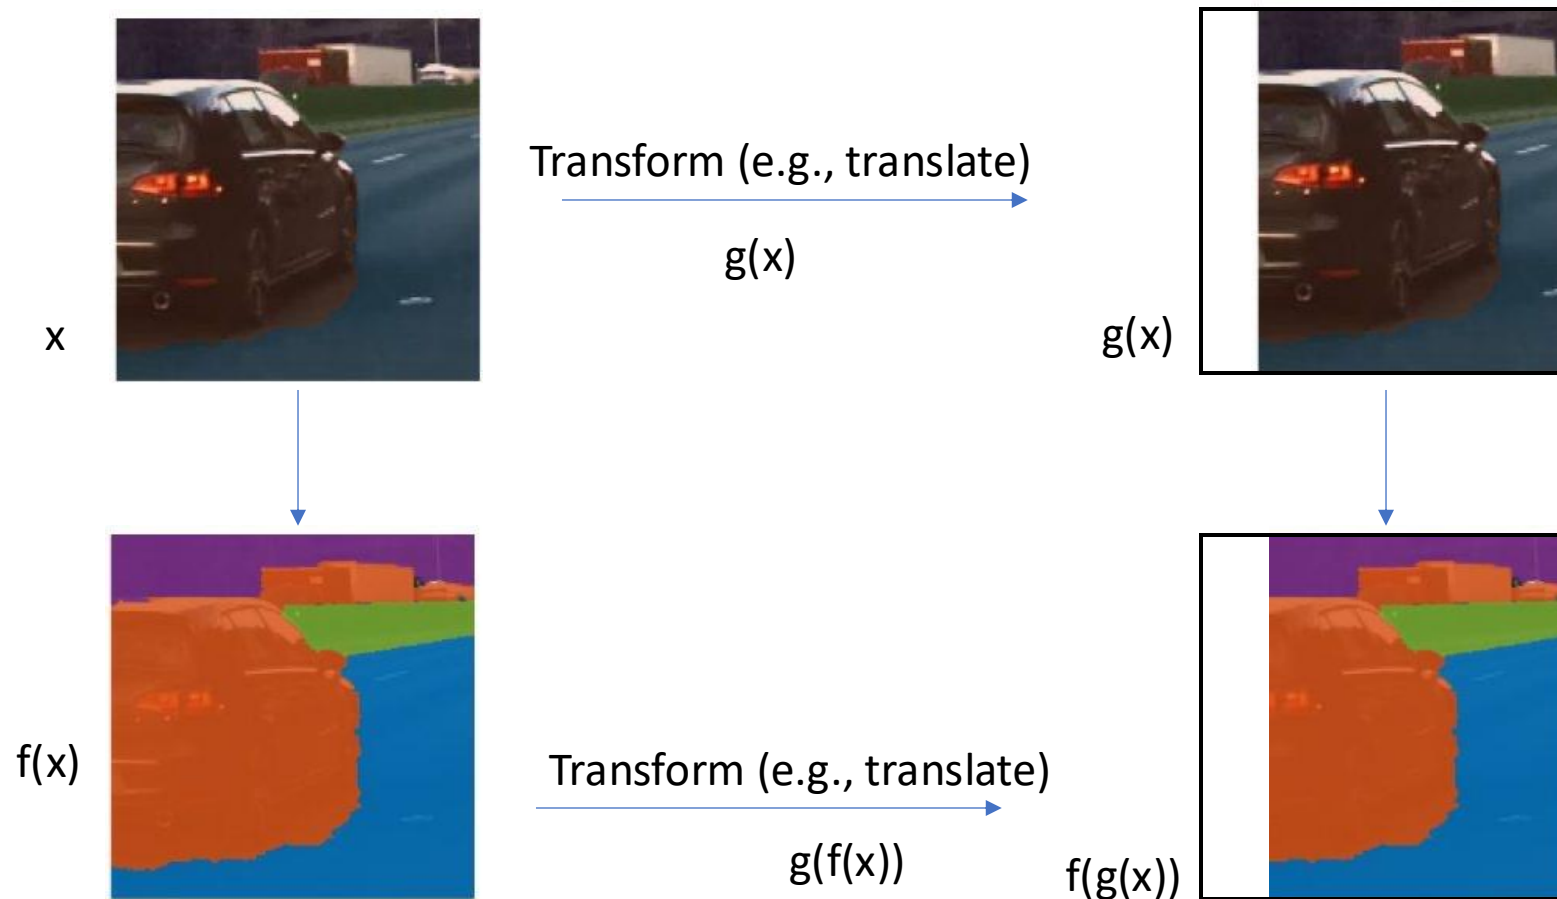 Transform (e.g., translate)
g(x)
x
g(x)
f(x)
Transform (e.g., translate)
g(f(x))
f(g(x))